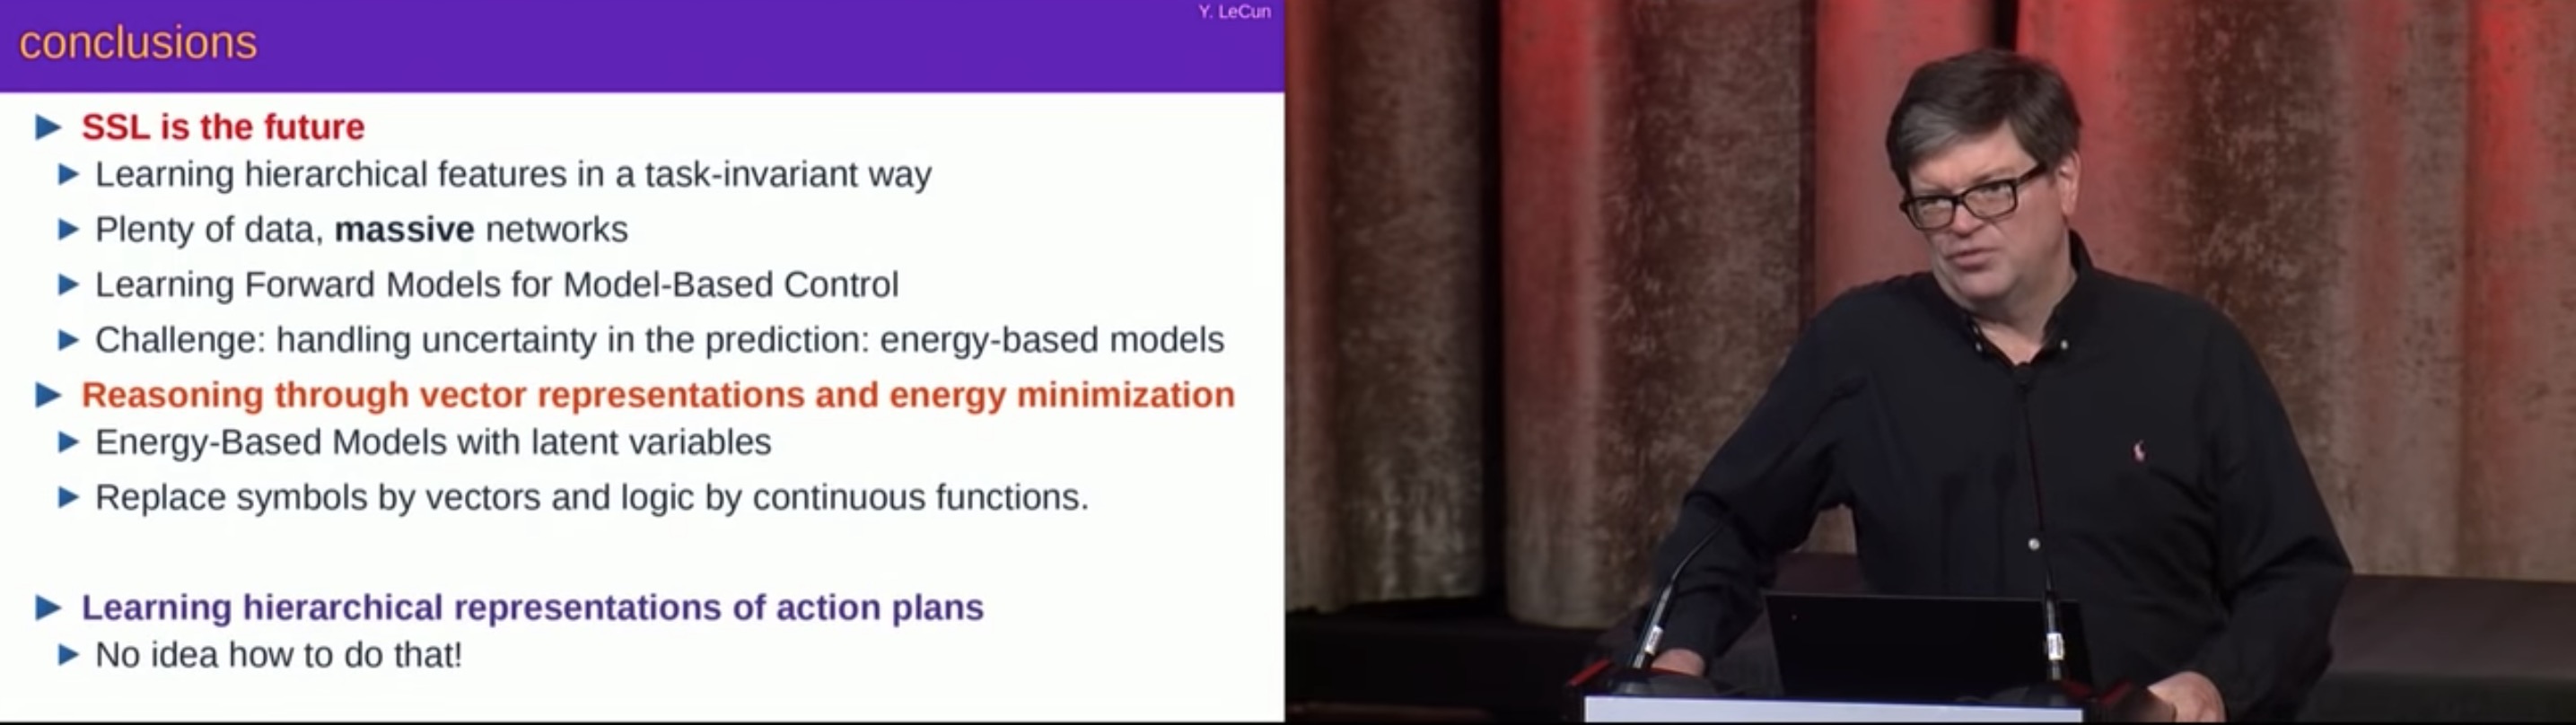 Y. LeCun
conclusions
SSL is the future
Learning hierarchical features in a task-invariant way
Plenty of data, massive networks
Learning Forward Models for Model-Based Control
Challenge: handling uncertainty in the prediction: energy-based models
Reasoning through vector representations and energy minimization
Energy-Based Models with latent variables
Replace symbols by vectors and logic by continuous functions.
Learning hierarchical representations of action plans
No idea how to do that!